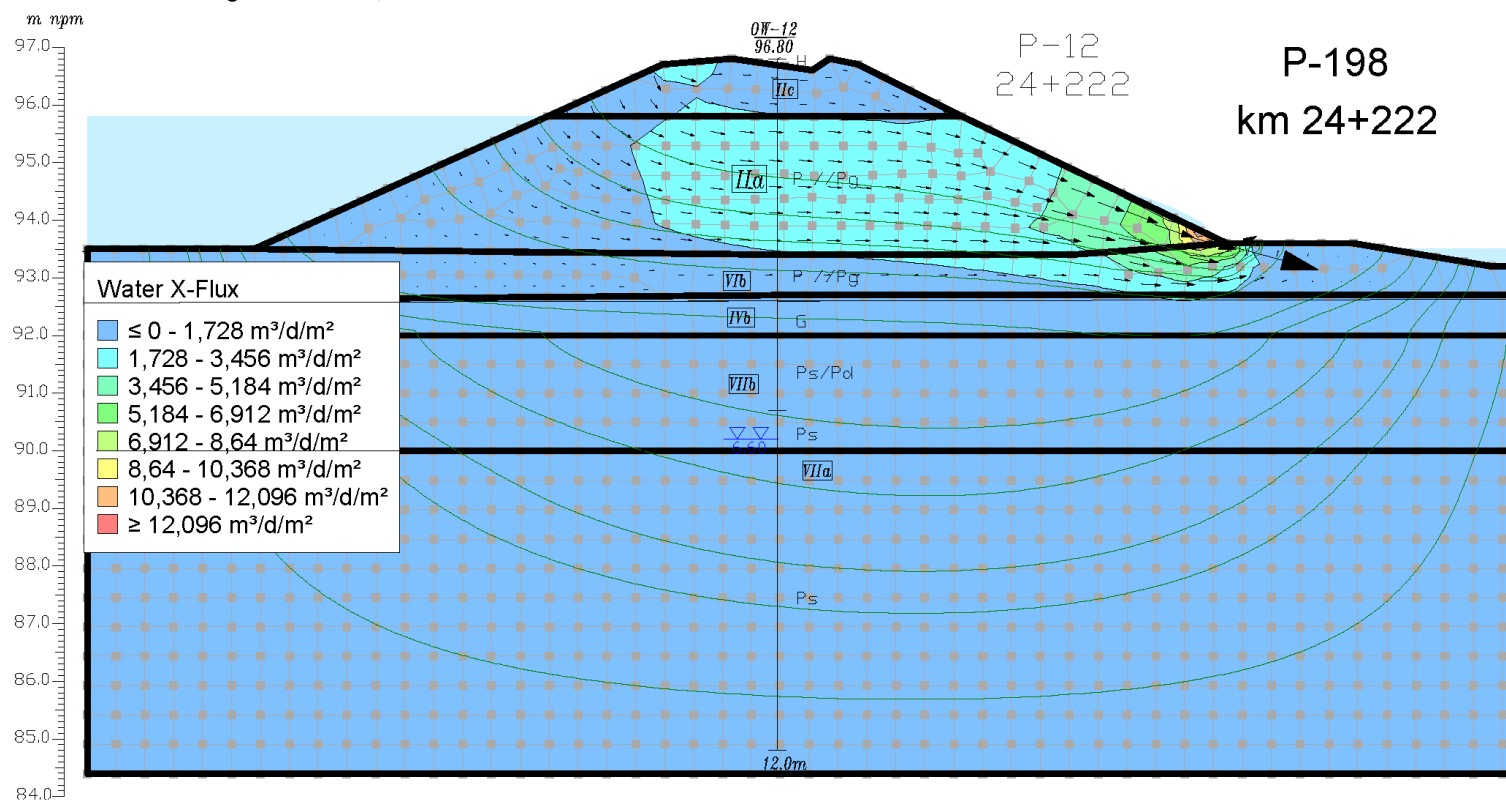 m npm
97.0
96.0
95.0
94.0
93.0
92.0
91.0
90.0
89.0
88.0
87.0
86.0
85.0
84.0
OW-12
96.80
H
IIc
P-12
24+222
P-198
km 24+222
IIa
P //Pg
VIb
P //Pg
IVb
G
VIIb
Ps/Pd
Ps
6.60
VIIa
Ps
12.0m
Water X-Flux
≤ 0 - 1,728 m³/d/m²
1,728 - 3,456 m³/d/m²
3,456 - 5,184 m³/d/m²
5,184 - 6,912 m³/d/m²
6,912 - 8,64 m³/d/m²
8,64 - 10,368 m³/d/m²
10,368 - 12,096 m³/d/m²
≥ 12,096 m³/d/m²